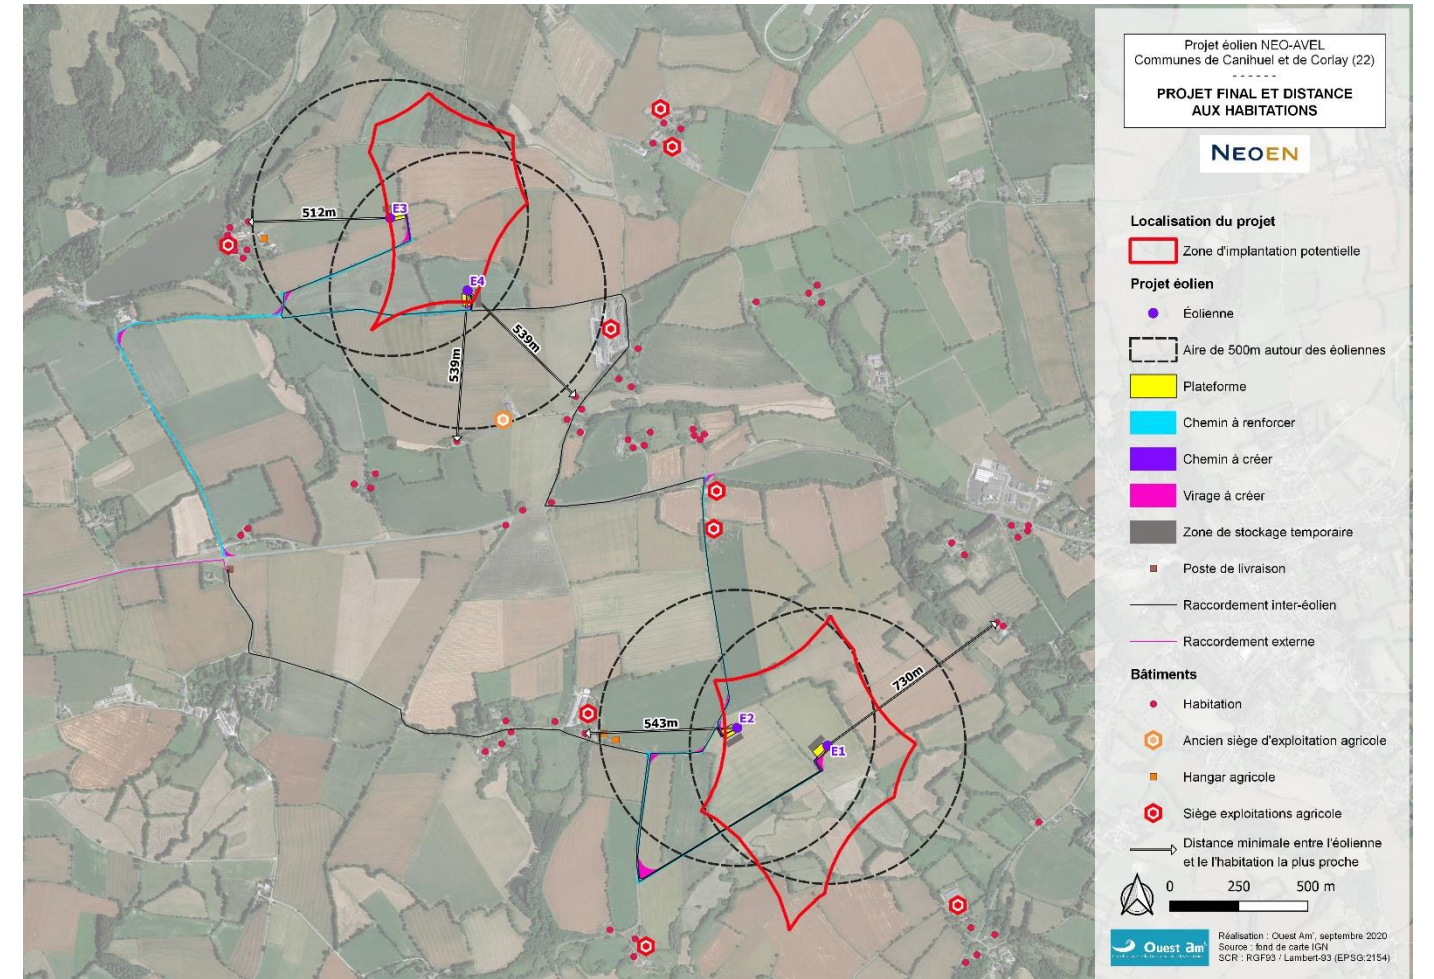 Projet éolien NEO-AVEL
Communes de Canihuel et de Corlay (22)
------
PROJET FINAL ET DISTANCE
AUX HABITATIONS
NEOEN
Localisation du projet
Zone d'implantation potentielle
Projet éolien
Éolienne
Aire de 500m autour des éoliennes
Plateforme
Chemin à renforcer
Chemin à créer
Virage à créer
Zone de stockage temporaire
Poste de livraison
Raccordement inter-éolien
Raccordement externe
Bâtiments
Habitation
Ancien siège d'exploitation agricole
Hangar agricole
Siège exploitations agricole
Distance minimale entre l'éolienne
et le l'habitation la plus proche
0 250 500 m
Ouest am'
Réalisation : Ouest Am', septembre 2020
Source : fond de carte IGN
SCR : RGF93 / Lambert-93 (EPSG:2154)
512m
E3
E4
539m
539m
730m
543m
E2
E1